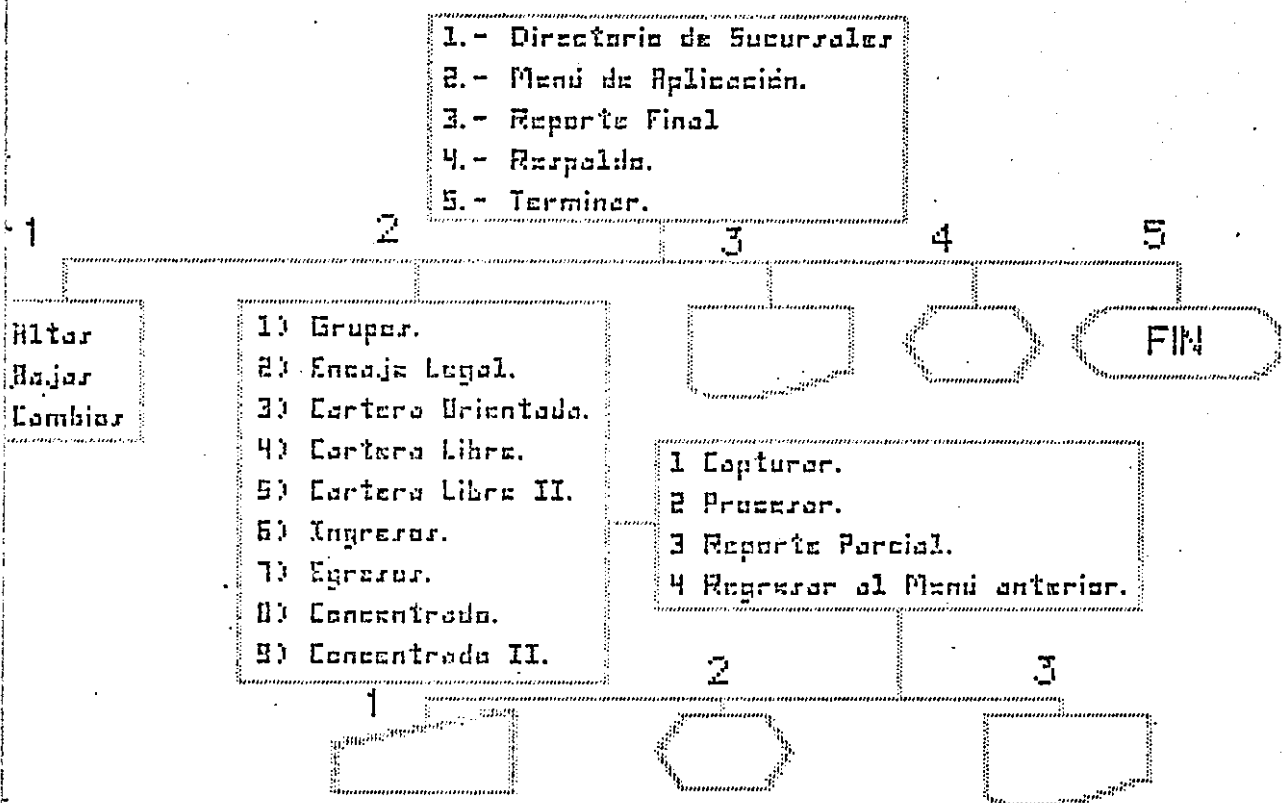 1.- Directorio de Sucursales
2.- Menú de Aplicación.
3.- Reporte Final
4.- Respaldo.
5.- Terminar.
1 2 3 4 5
Altas
Bajas
Cambios
1) Grupos.
2) Encaje Legal.
3) Cartera Orientada.
4) Cartera Libre.
5) Cartera Libre II.
6) Ingresos.
7) Egresos.
8) Concentrado.
9) Concentrado II.
FIN
1 Capturar.
2 Procesar.
3 Reporte Parcial.
4 Regresar al Menú anterior.
1 2 3